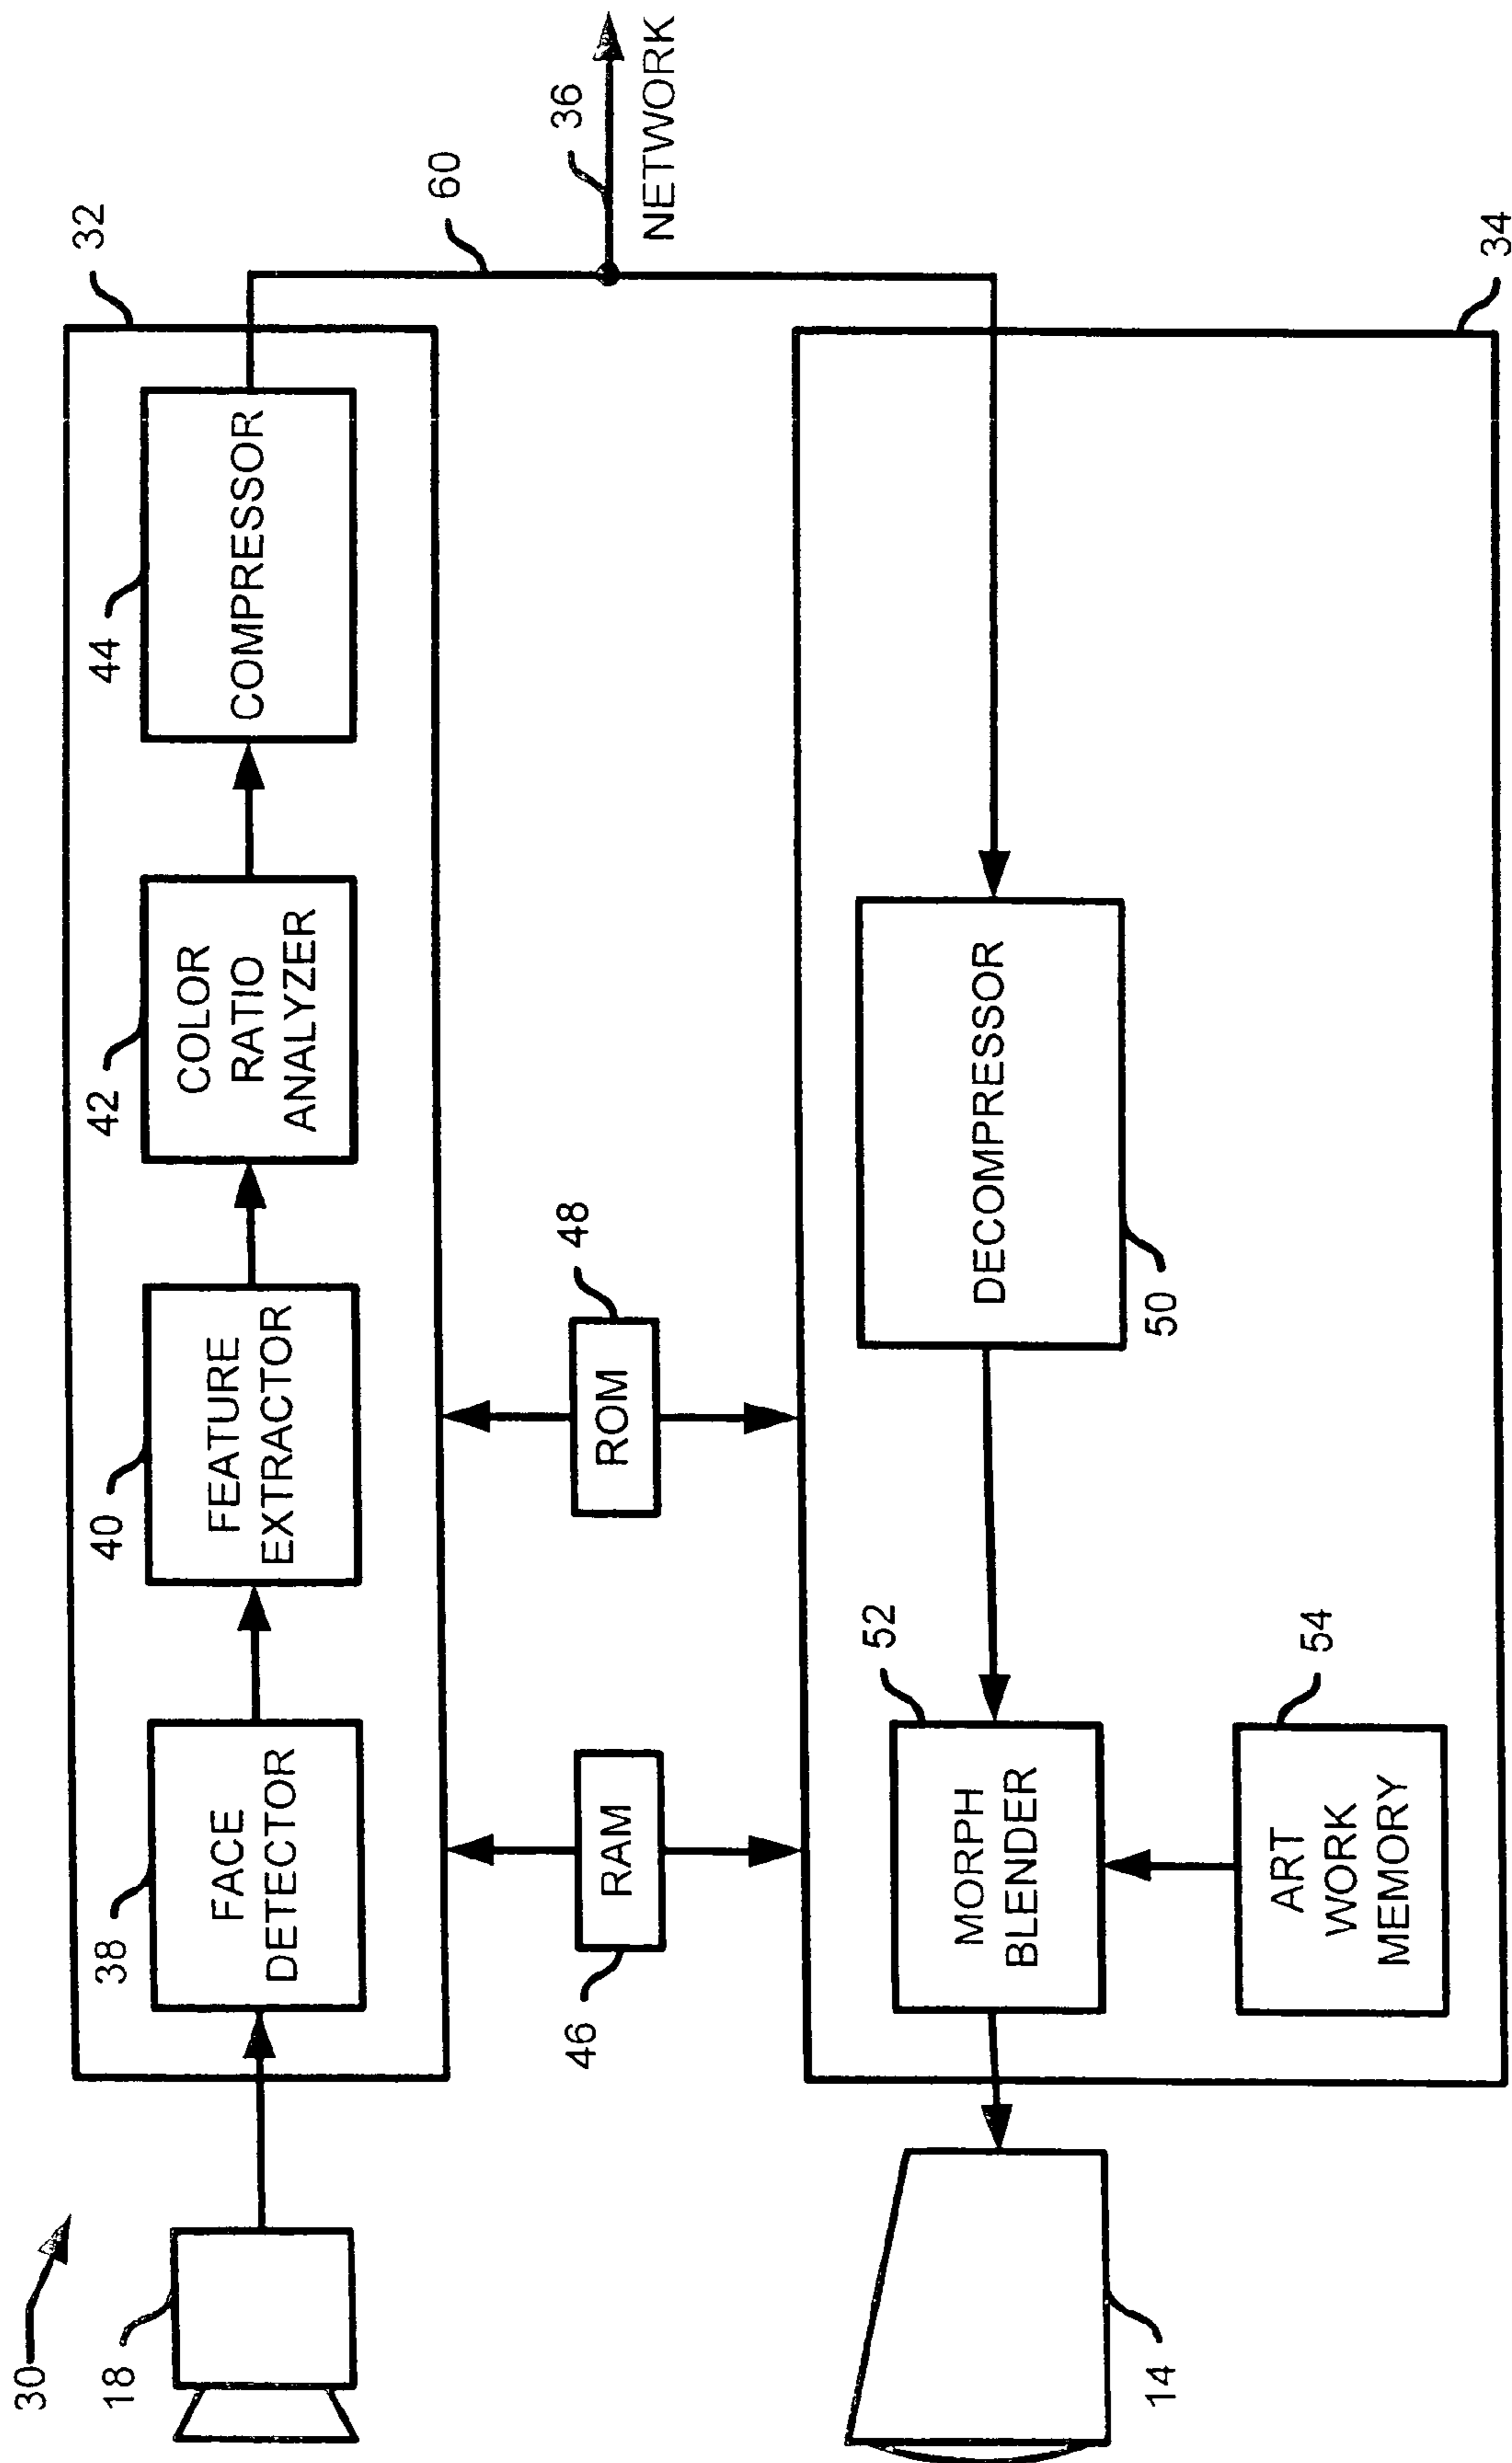 30
18
38
FACE
DETECTOR
40
FEATURE
EXTRACTOR
42
COLOR
RATIO
ANALYZER
44
COMPRESSOR
32
60
36
NETWORK
46
RAM
48
ROM
14
52
MORPH
BLENDER
54
ART
WORK
MEMORY
50
DECOMPRESSOR
34